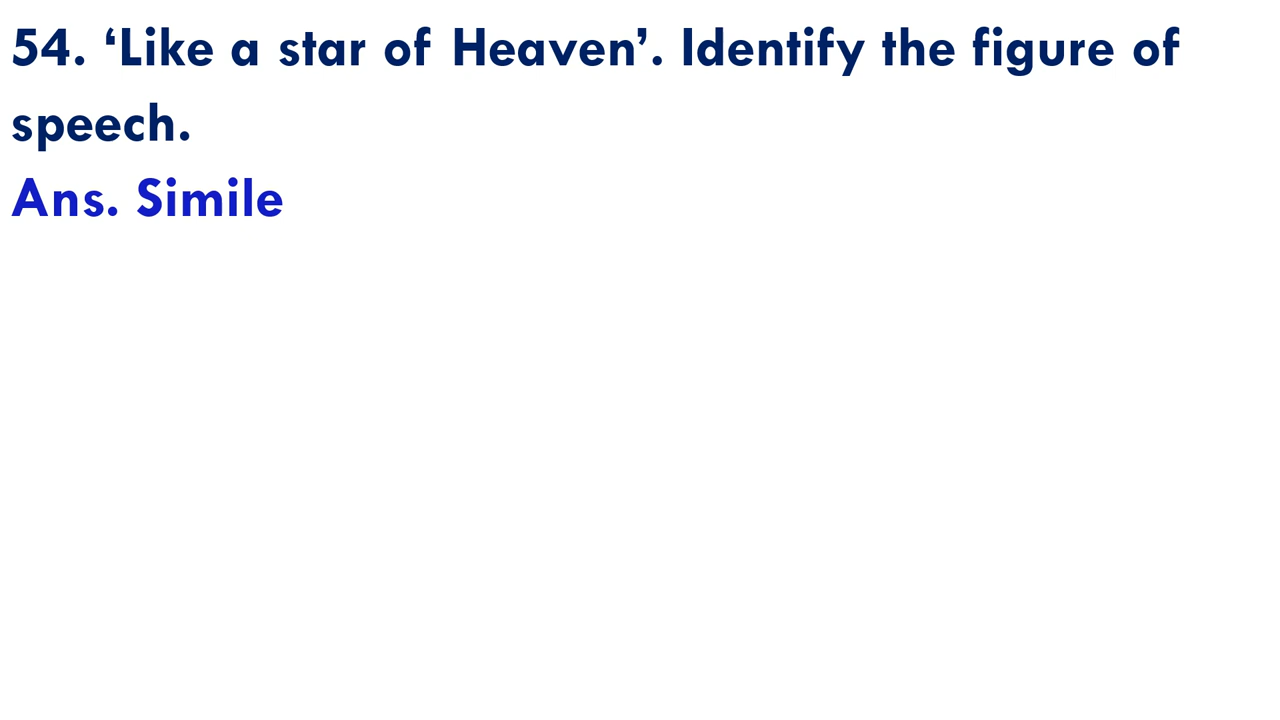 54. ‘Like a star of Heaven’. Identify the figure of
speech.
Ans. Simile